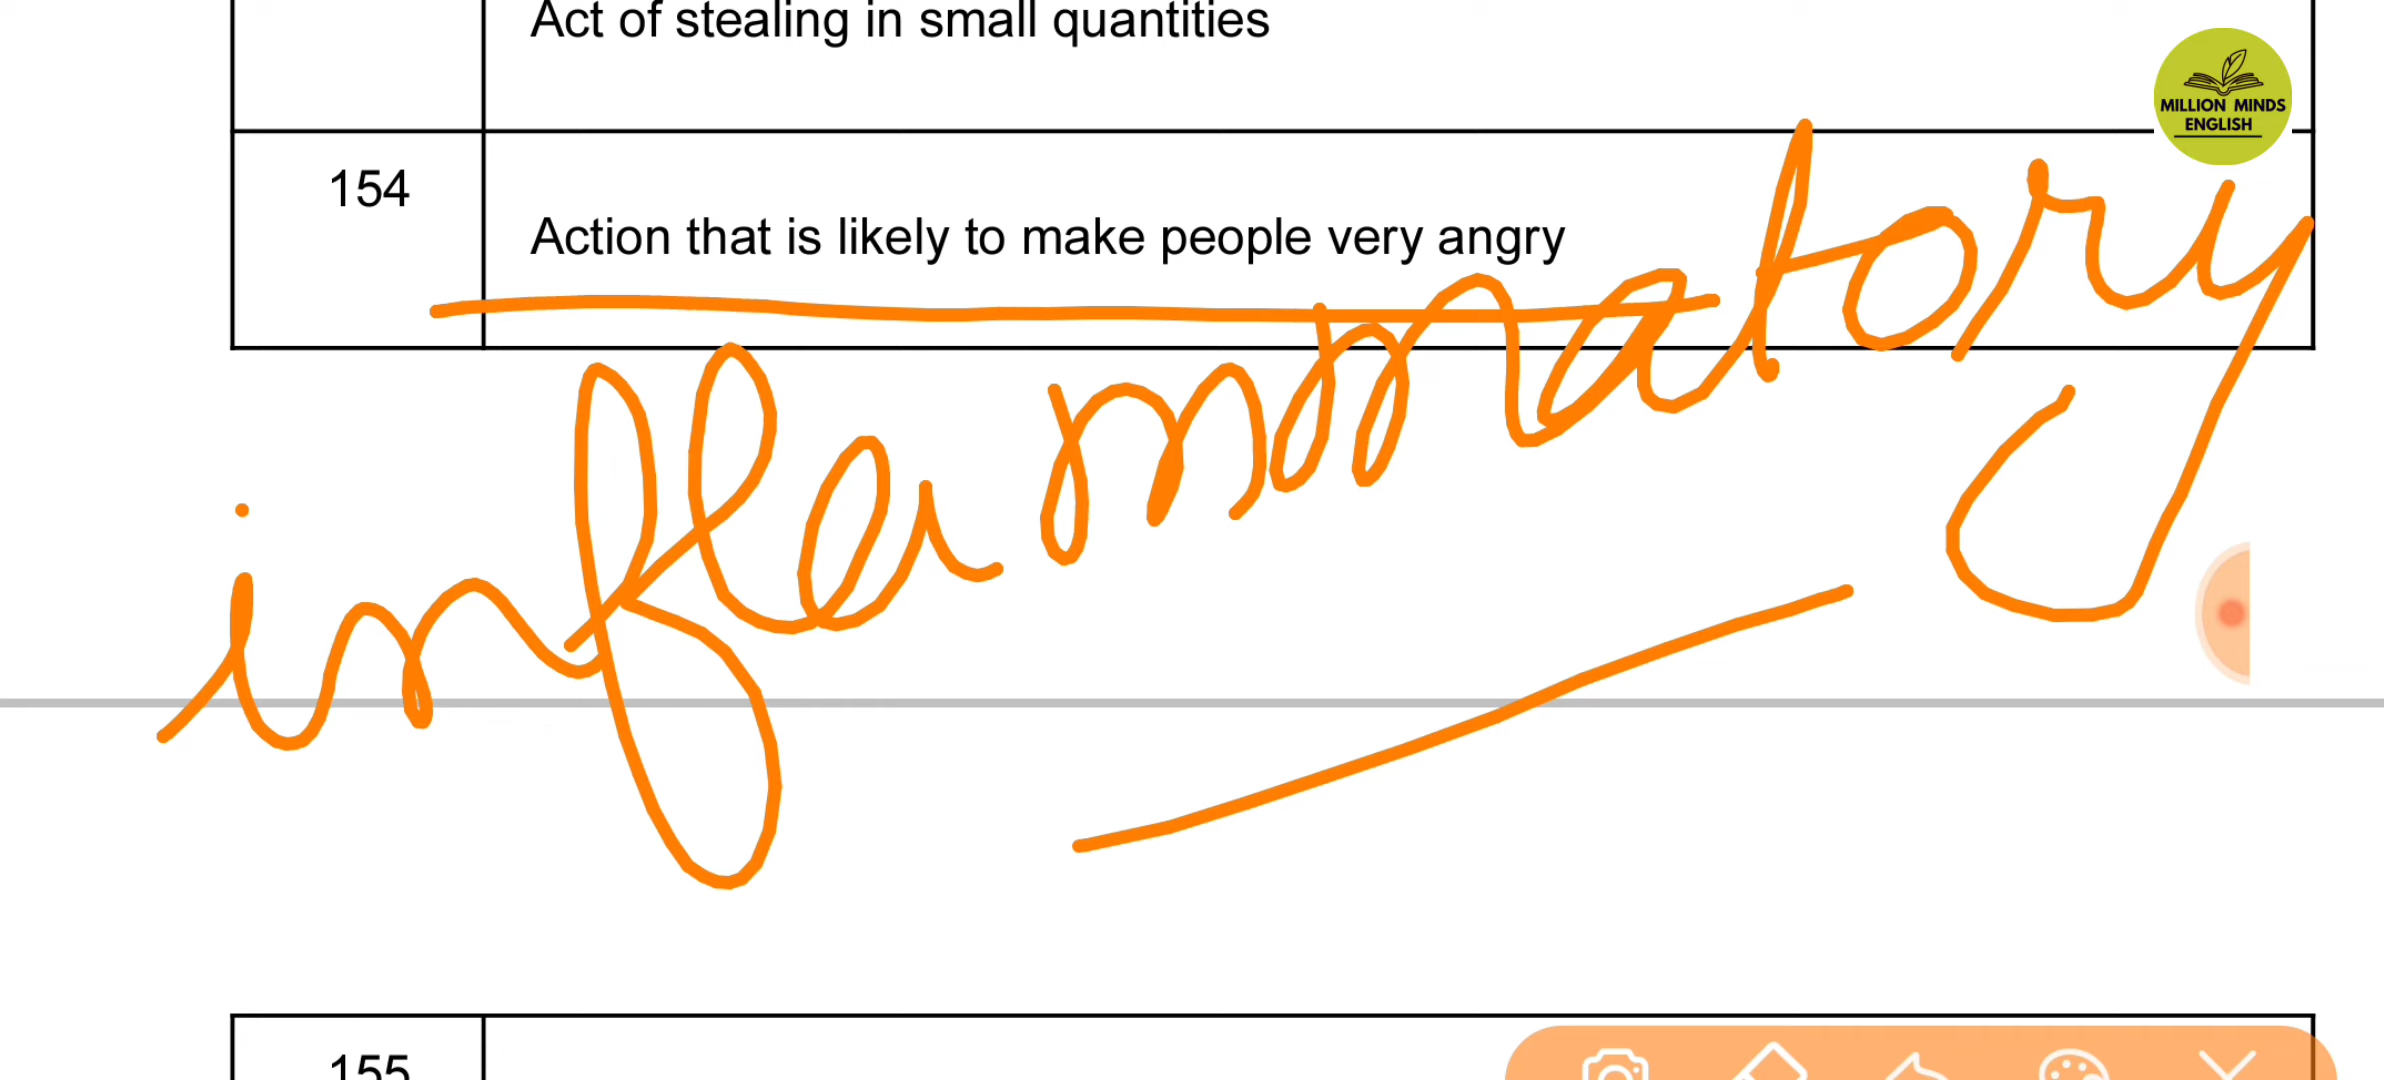 Act of stealing in small quantities
MILLION MINDS
ENGLISH
154
Action that is likely to make people very angry
inflammatory
155